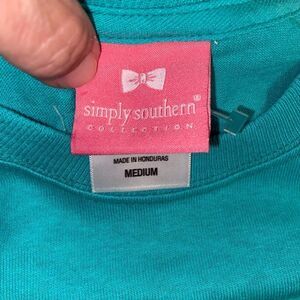 simply southern®
COLLECTION
MADE IN HONDURAS
MEDIUM